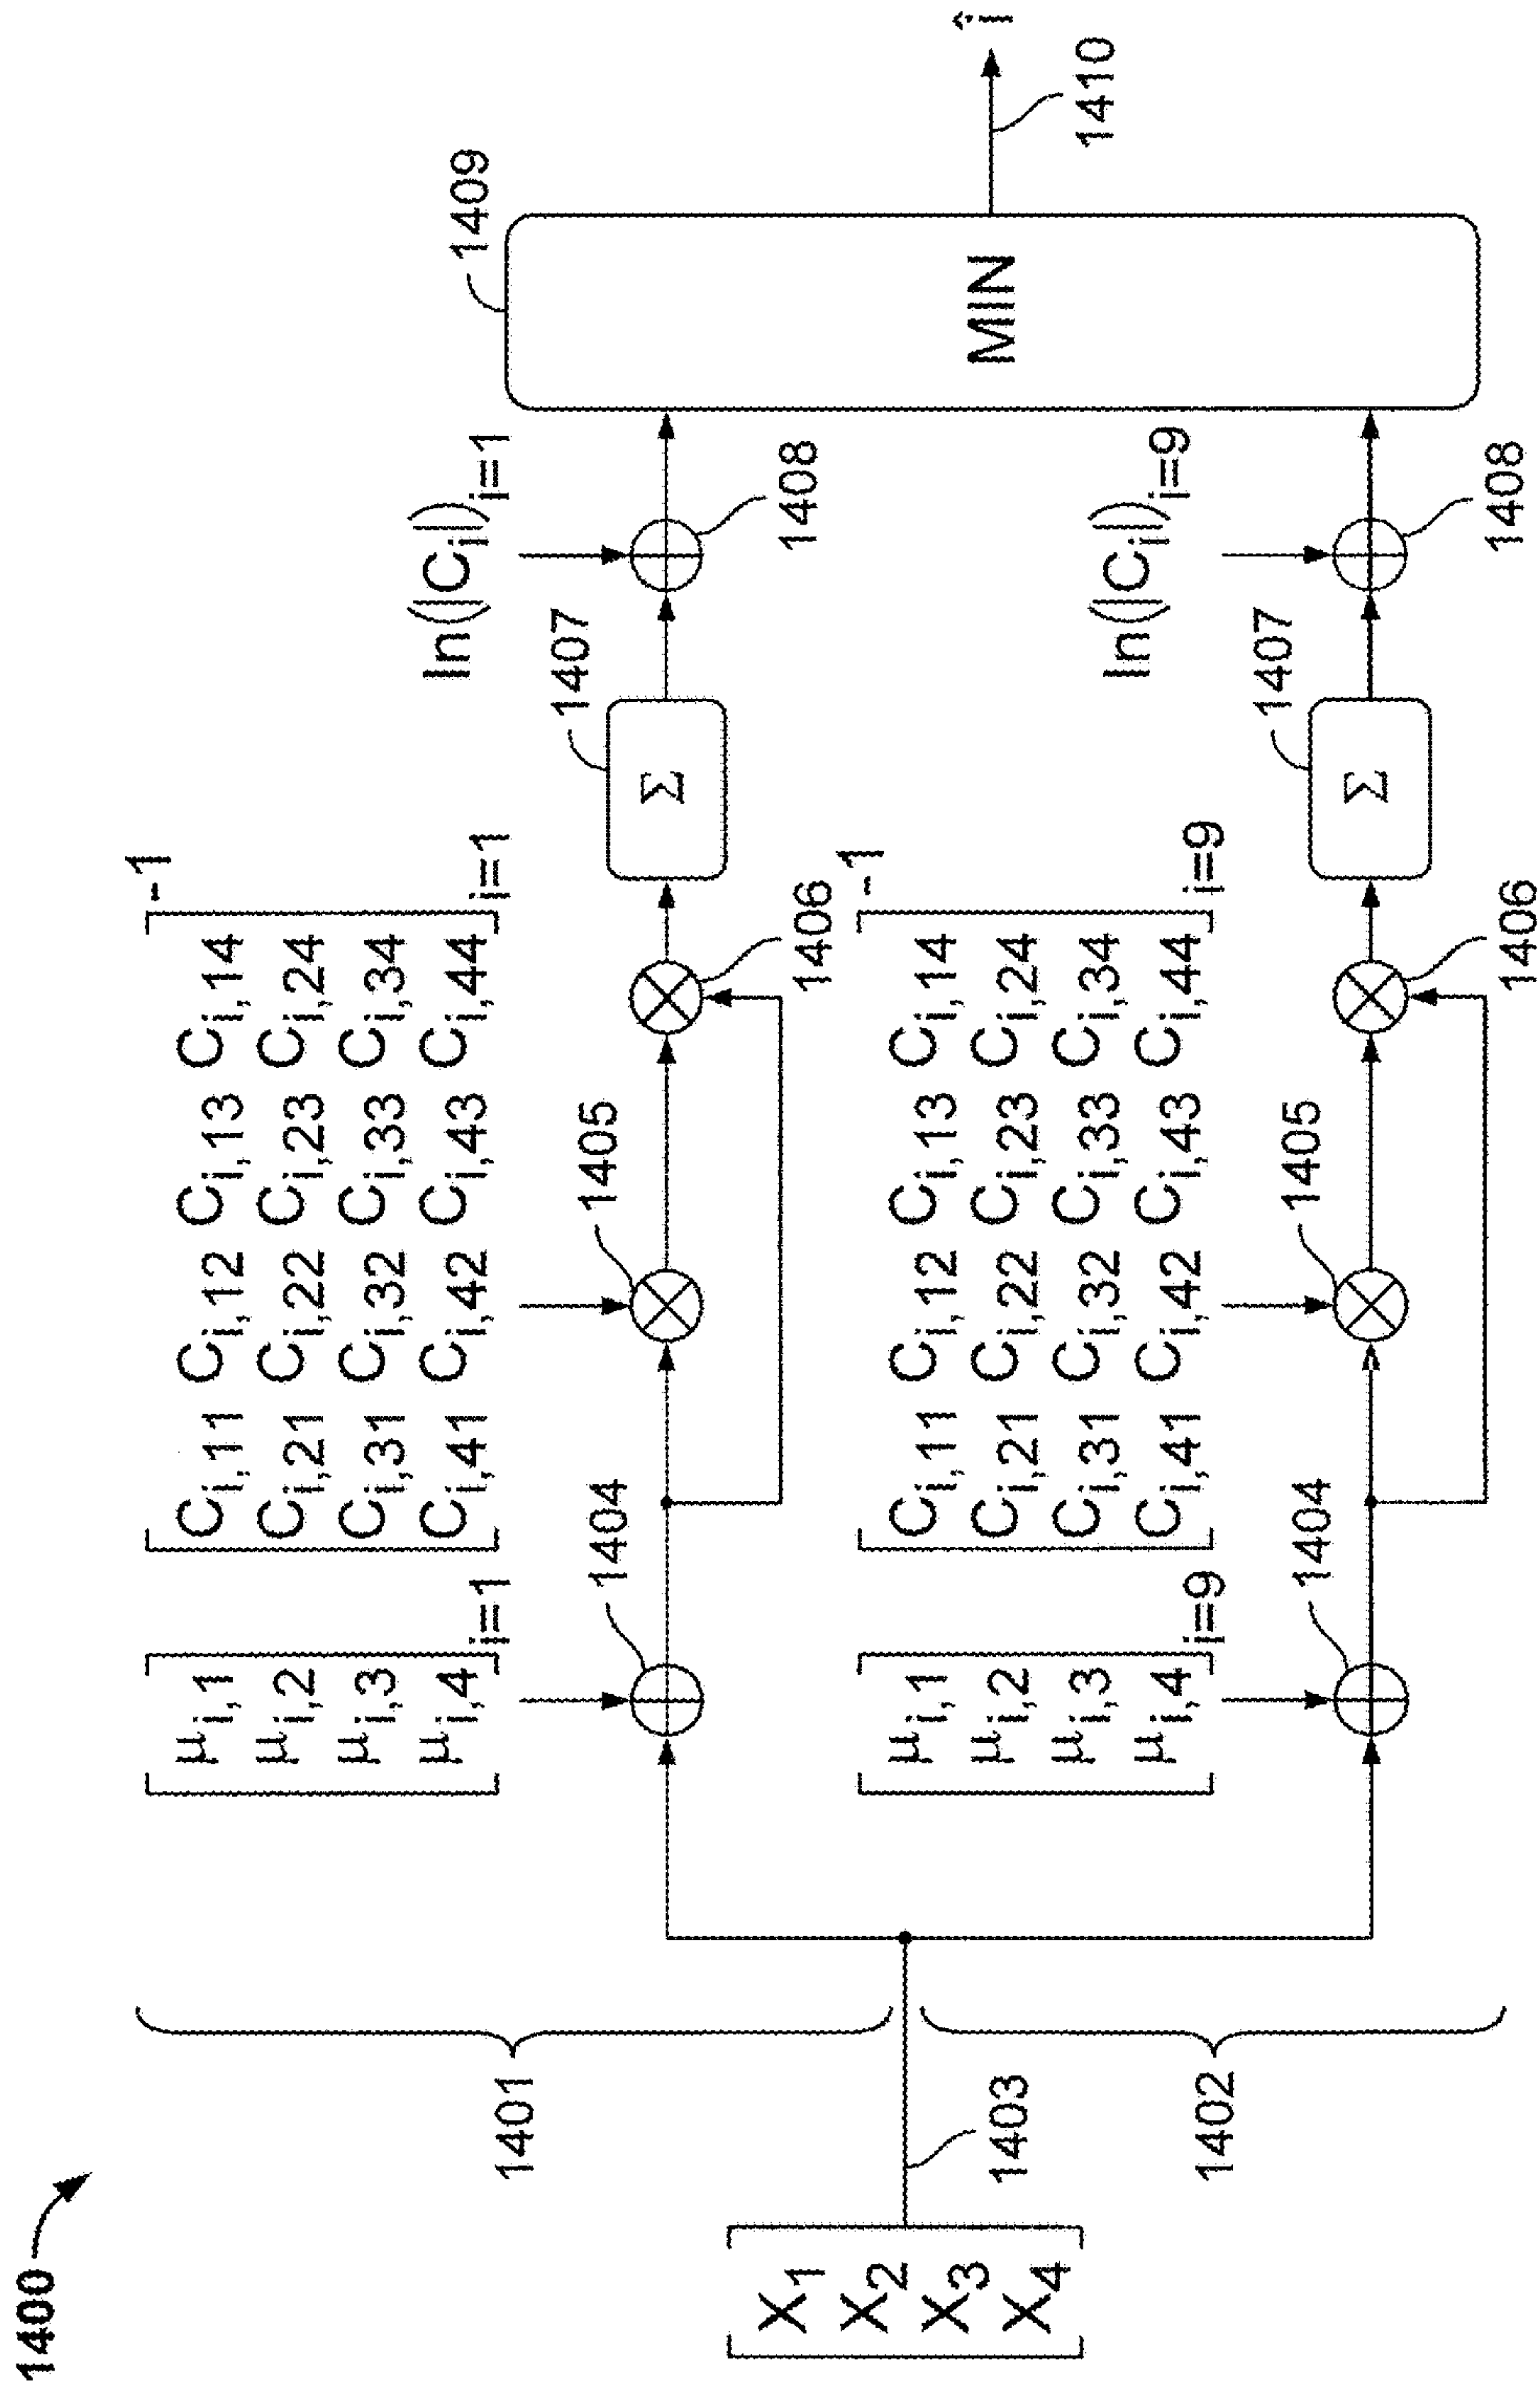 1400
1401
[μi,1 μi,2 μi,3 μi,4] i=1
[Ci,11 Ci,12 Ci,13 Ci,14
Ci,21 Ci,22 Ci,23 Ci,24
Ci,31 Ci,32 Ci,33 Ci,34
Ci,41 Ci,42 Ci,43 Ci,44] -1 i=1
ln(|Ci|) i=1
1404
1405
1406
Σ
1407
1408
1409
MIN
1410
î
X1
X2
X3
X4
1403
1402
[μi,1 μi,2 μi,3 μi,4] i=9
[Ci,11 Ci,12 Ci,13 Ci,14
Ci,21 Ci,22 Ci,23 Ci,24
Ci,31 Ci,32 Ci,33 Ci,34
Ci,41 Ci,42 Ci,43 Ci,44] -1 i=9
ln(|Ci|) i=9
1404
1405
1406
Σ
1407
1408